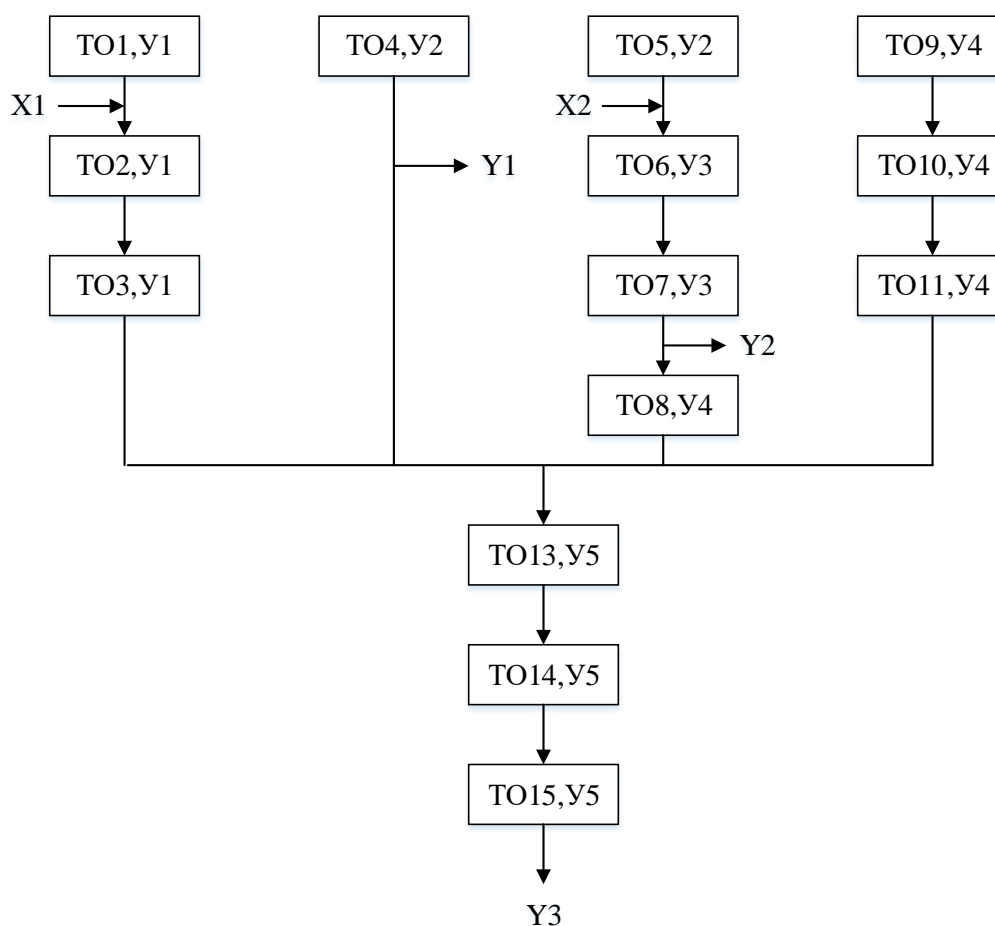 ТО1,У1
ТО4,У2
ТО5,У2
ТО9,У4
X1
X2
ТО2,У1
Y1
ТО6,У3
ТО10,У4
ТО3,У1
ТО7,У3
ТО11,У4
Y2
ТО8,У4
ТО13,У5
ТО14,У5
ТО15,У5
Y3